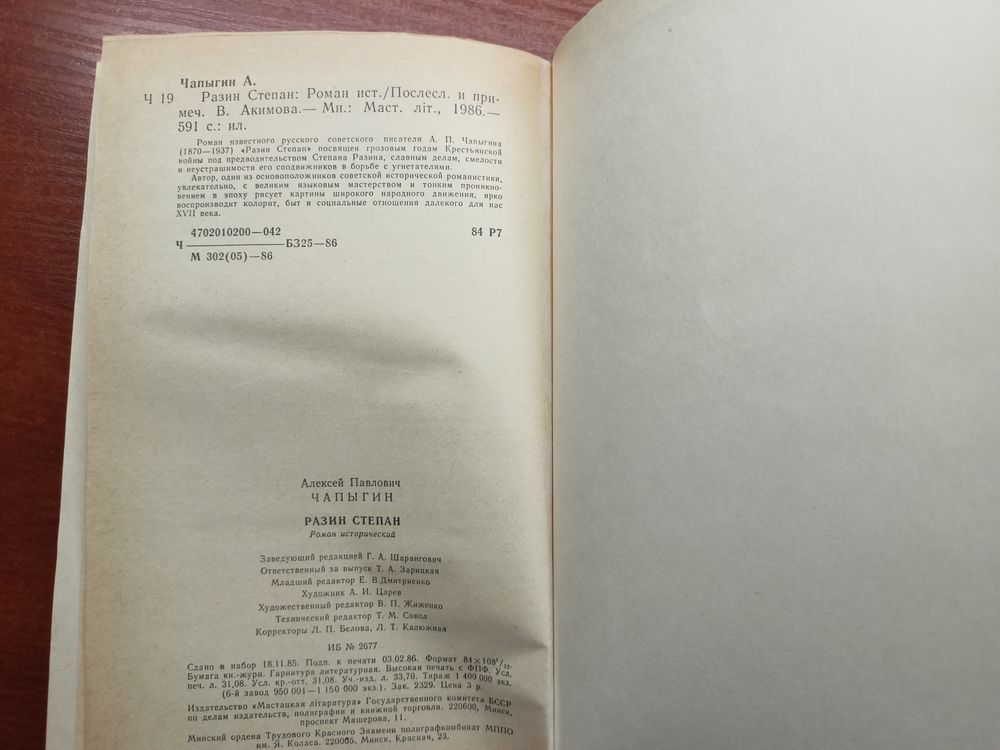 Чапыгин А.
Ч 19 Разин Степан: Роман ист./Послесл. и при-
меч. В. Акимова.— Мн.: Маст. літ., 1986.—
591 с.: ил.
Роман известного русского советского писателя А. П. Чапыгина
(1870—1937) «Разин Степан» посвящен грозовым годам Крестьянской
войны под предводительством Степана Разина, славным делам, смелости
и неустрашимости его сподвижников в борьбе с угнетателями.
Автор, один из основоположников советской исторической романистики,
увлекательно, с великим языковым мастерством и тонким проникно-
вением в эпоху рисует картины широкого народного движения, ярко
воспроизводит колорит, быт и социальные отношения далекого для нас
XVII века.
4702010200—042 84 Р7
Ч ————— БЗ25—86
М 302(05)—86
Алексей Павлович
ЧАПЫГИН
РАЗИН СТЕПАН
Роман исторический
Заведующий редакцией Г. А. Шарангович
Ответственный за выпуск Т. А. Зарицкая
Младший редактор Е. В.Дмитриенко
Художник А. И. Царев
Художественный редактор В. П. Жиженко
Технический редактор Т. М. Сокол
Корректоры Л. П. Белова, Л. Т. Калюжная
ИБ № 2677
Сдано в набор 18.11.85. Подп. к печати 03.02.86. Формат 84×108¹/₃₂.
Бумага кн.-журн. Гарнитура литературная. Высокая печать с ФПФ. Усл.
печ. л. 31,08. Усл. кр.-отт. 31,08. Уч.-изд. л. 33,70. Тираж 1 400 000 экз.
(6-й завод 950 001—1 150 000 экз.). Зак. 2329. Цена 3 р.
Издательство «Мастацкая літаратура» Государственного комитета БССР
по делам издательств, полиграфии и книжной торговли. 220600, Минск,
проспект Машерова, 11.
Минский ордена Трудового Красного Знамени полиграфкомбинат МППО
им. Я. Коласа. 220005, Минск, Красная, 23.